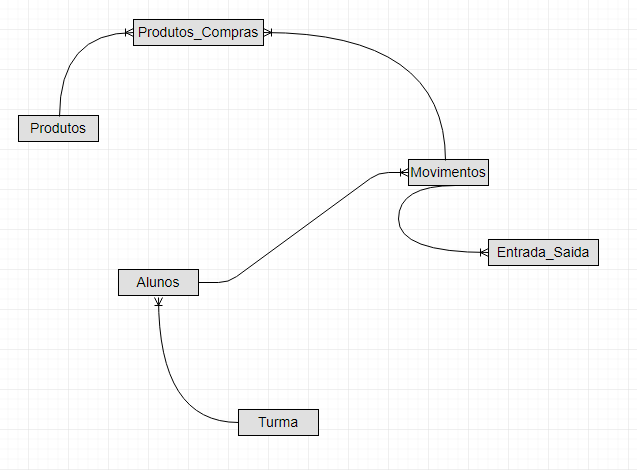 Produtos_Compras
Produtos
Movimentos
Entrada_Saida
Alunos
Turma